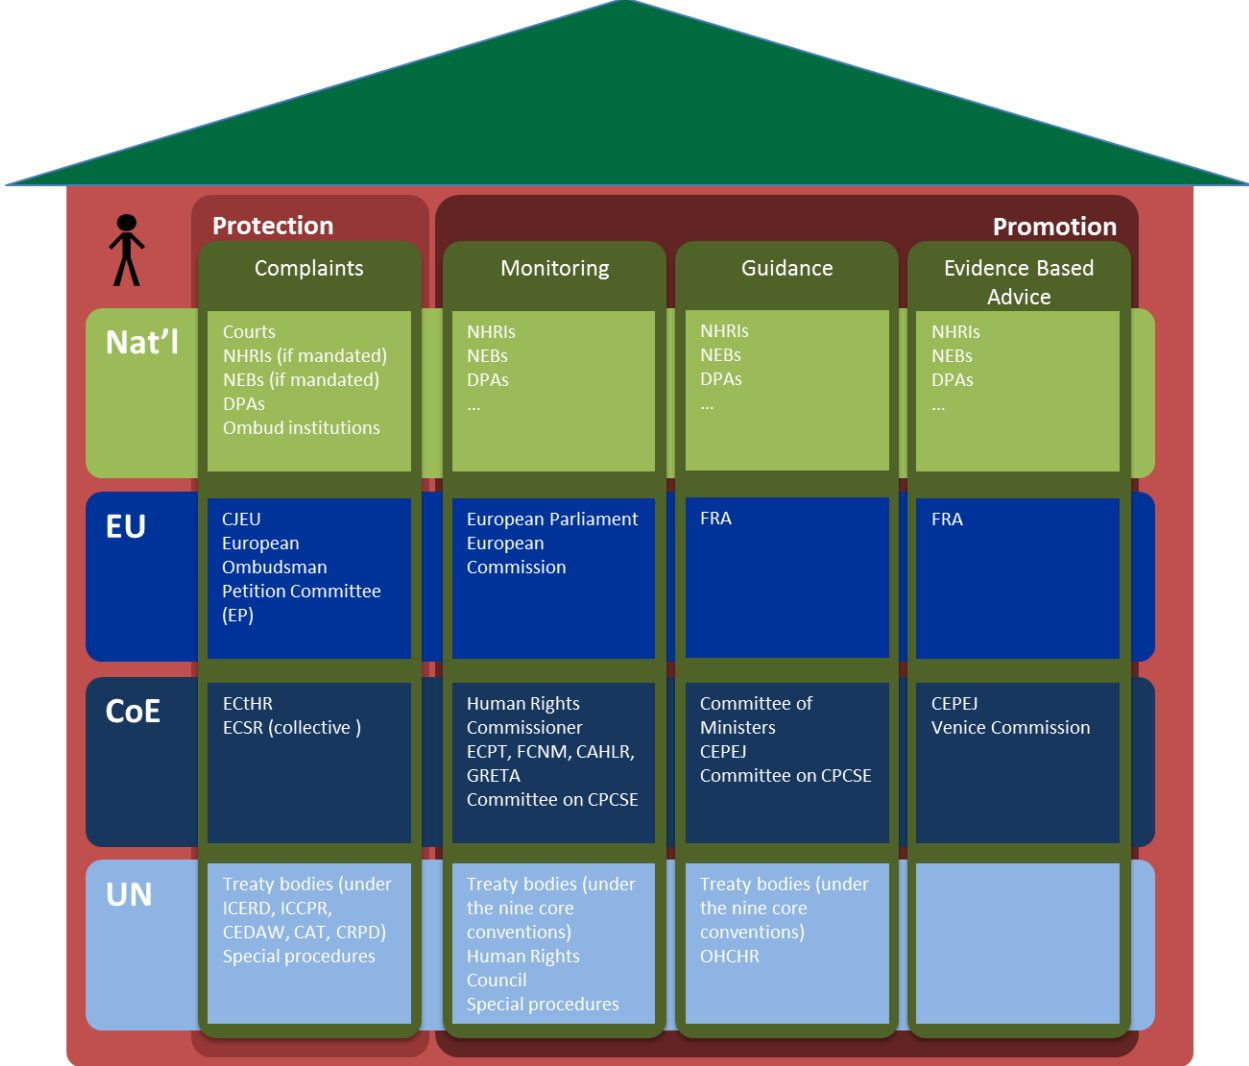 Protection
Promotion
Complaints
Monitoring
Guidance
Evidence Based
Advice
Nat’l
Courts
NHRIs (if mandated)
NEBs (if mandated)
DPAs
Ombud institutions
NHRIs
NEBs
DPAs
...
NHRIs
NEBs
DPAs
...
NHRIs
NEBs
DPAs
...
EU
CJEU
European
Ombudsman
Petition Committee
(EP)
European Parliament
European
Commission
FRA
FRA
CoE
ECtHR
ECSR (collective )
Human Rights
Commissioner
ECPT, FCNM, CAHLR,
GRETA
Committee on CPCSE
Committee of
Ministers
CEPEJ
Committee on CPCSE
CEPEJ
Venice Commission
UN
Treaty bodies (under
ICERD, ICCPR,
CEDAW, CAT, CRPD)
Special procedures
Treaty bodies (under
the nine core
conventions)
Human Rights
Council
Special procedures
Treaty bodies (under
the nine core
conventions)
OHCHR